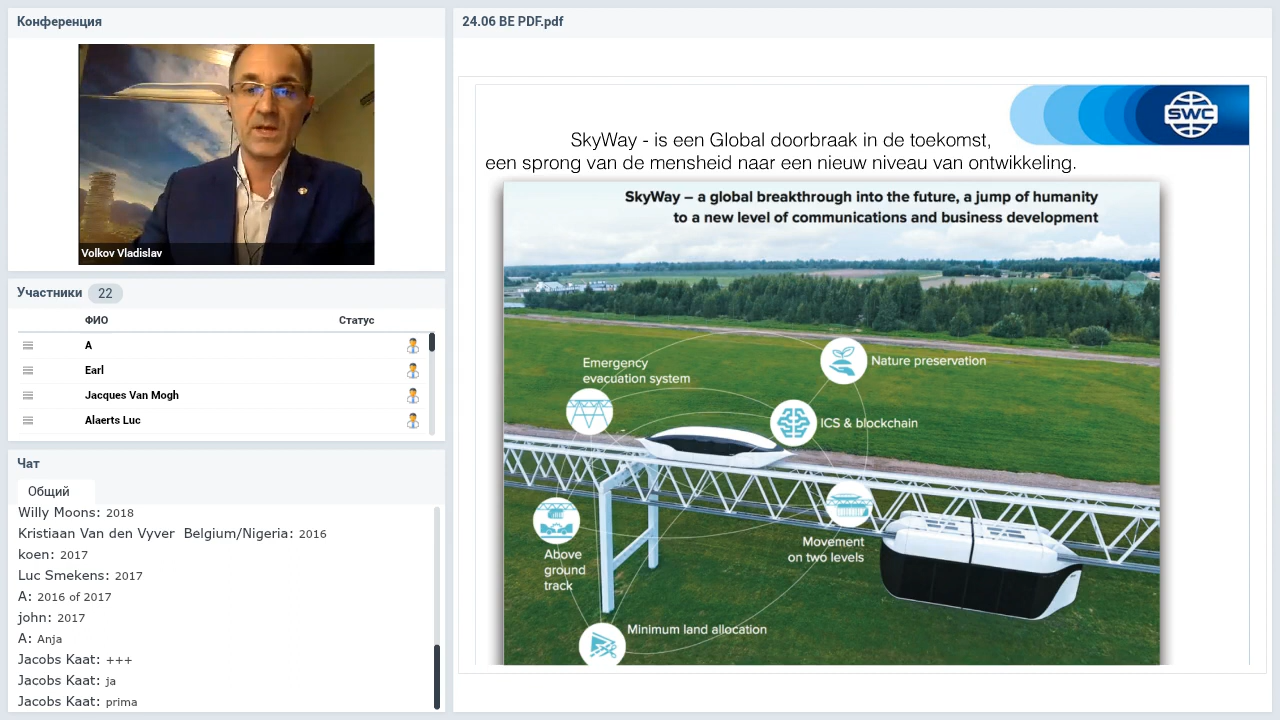 Конференция
Volkov Vladislav
Участники 22
ФИО Статус
A
Earl
Jacques Van Mogh
Alaerts Luc
Чат
Общий
Willy Moons: 2018
Kristiaan Van den Vyver Belgium/Nigeria: 2016
koen: 2017
Luc Smekens: 2017
A: 2016 of 2017
john: 2017
A: Anja
Jacobs Kaat: +++
Jacobs Kaat: ja
Jacobs Kaat: prima
24.06 BE PDF.pdf
SWC
SkyWay - is een Global doorbraak in de toekomst,
een sprong van de mensheid naar een nieuw niveau van ontwikkeling.
SkyWay – a global breakthrough into the future, a jump of humanity
to a new level of communications and business development
Emergency
evacuation system
Nature preservation
ICS & blockchain
Above
ground
track
Movement
on two levels
Minimum land allocation